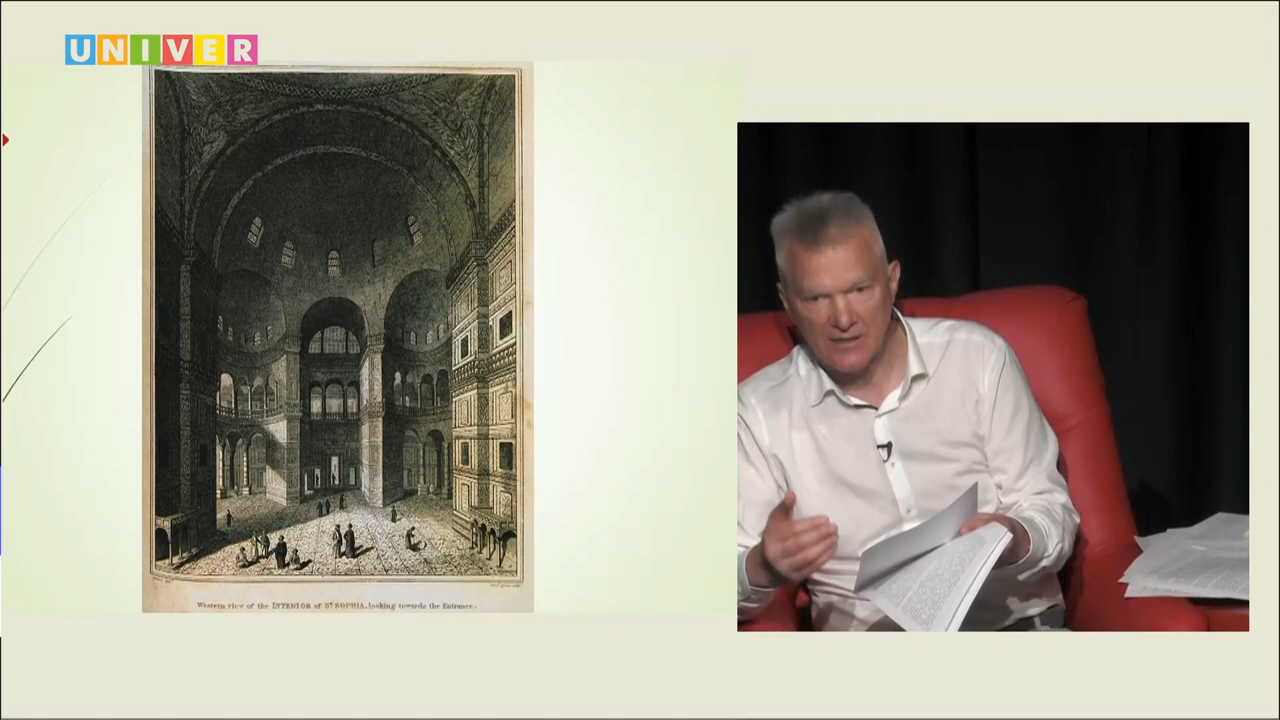 UNIVER
Western view of the INTERIOR of ST SOPHIA, looking towards the Entrance.